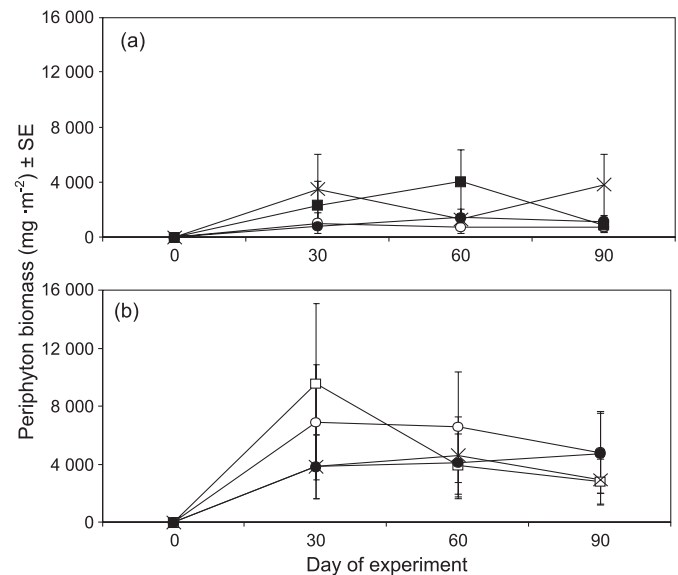 Periphyton biomass (mg ·m-²) ± SE
(a)
16 000
12 000
8 000
4 000
0
0 30 60 90
(b)
16 000
12 000
8 000
4 000
0
0 30 60 90
Day of experiment